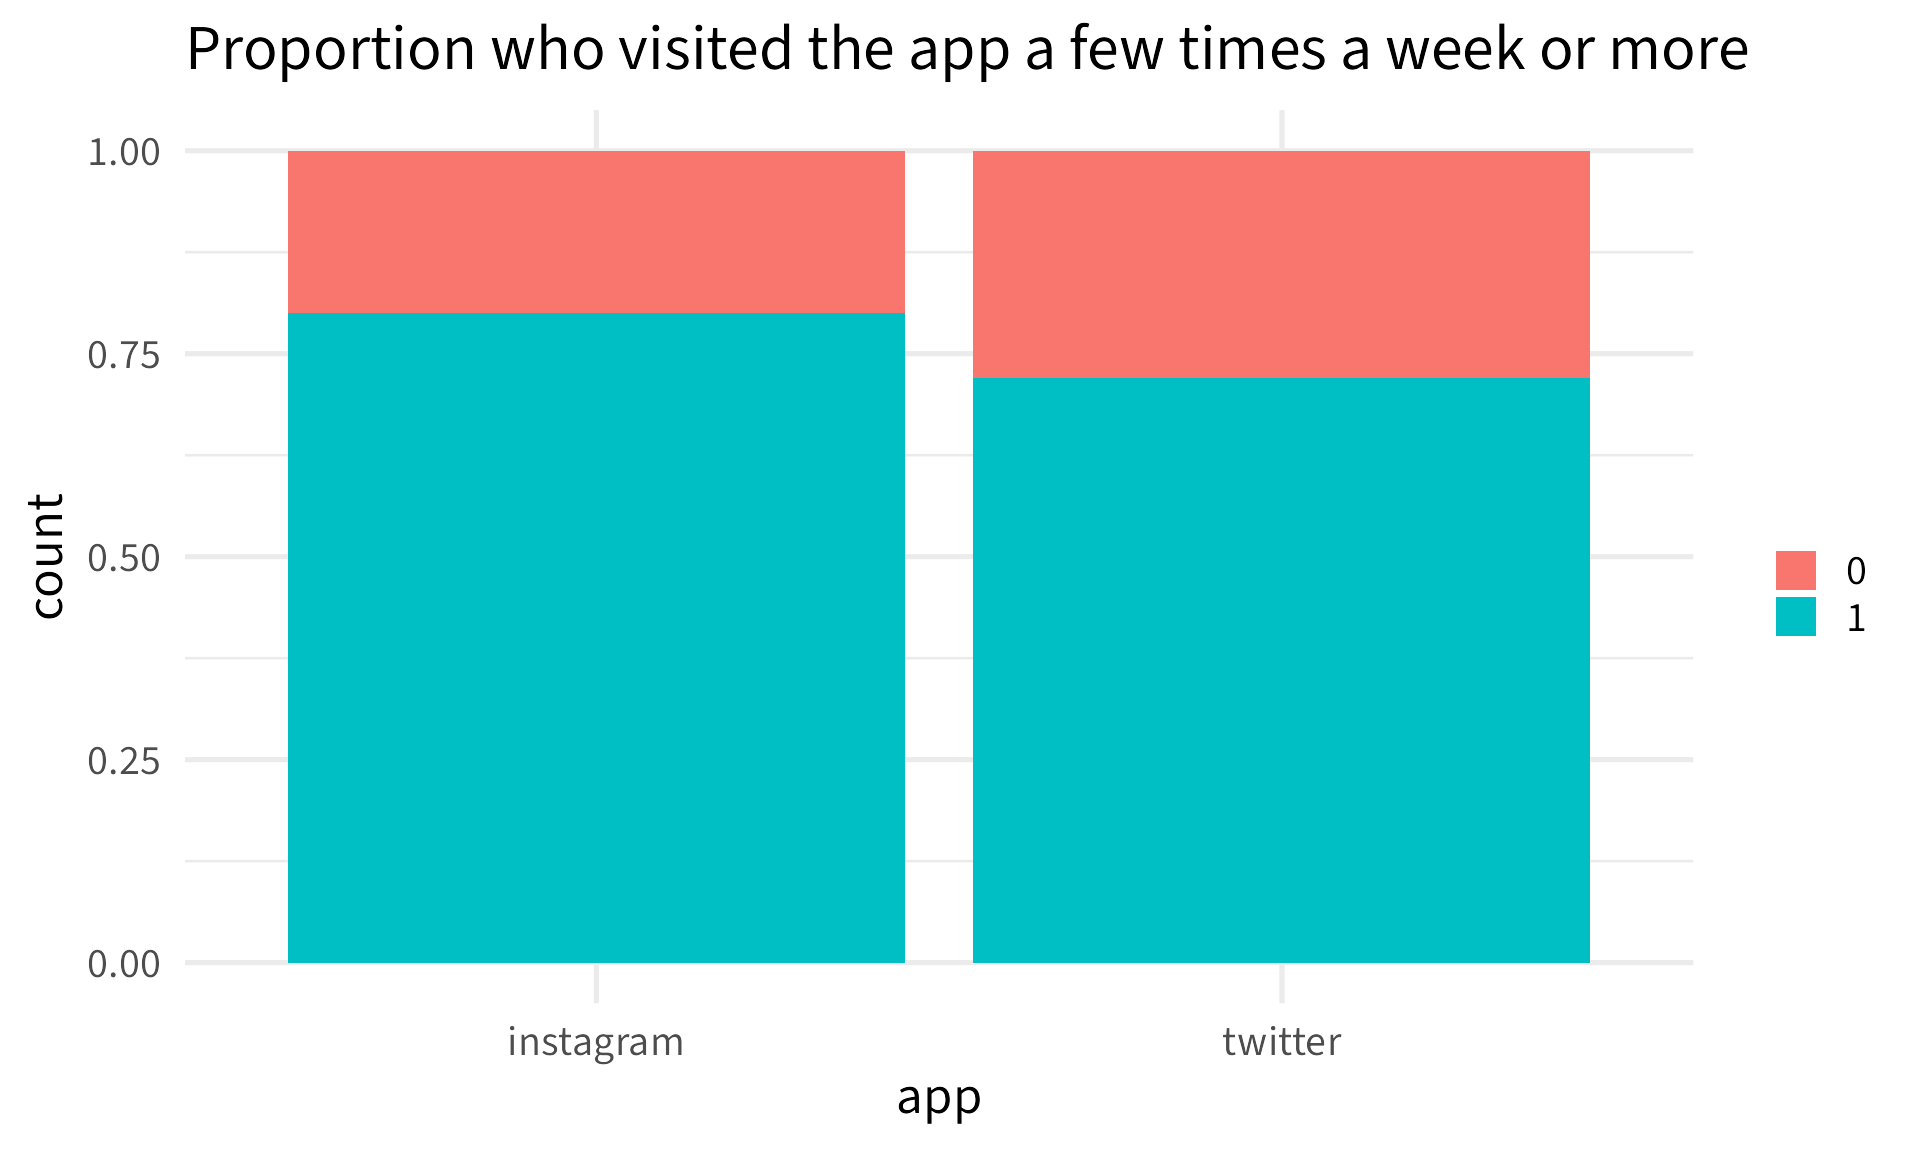 Proportion who visited the app a few times a week or more
1.00
0.75
0.50
0.25
0.00
count
instagram
twitter
app
0
1